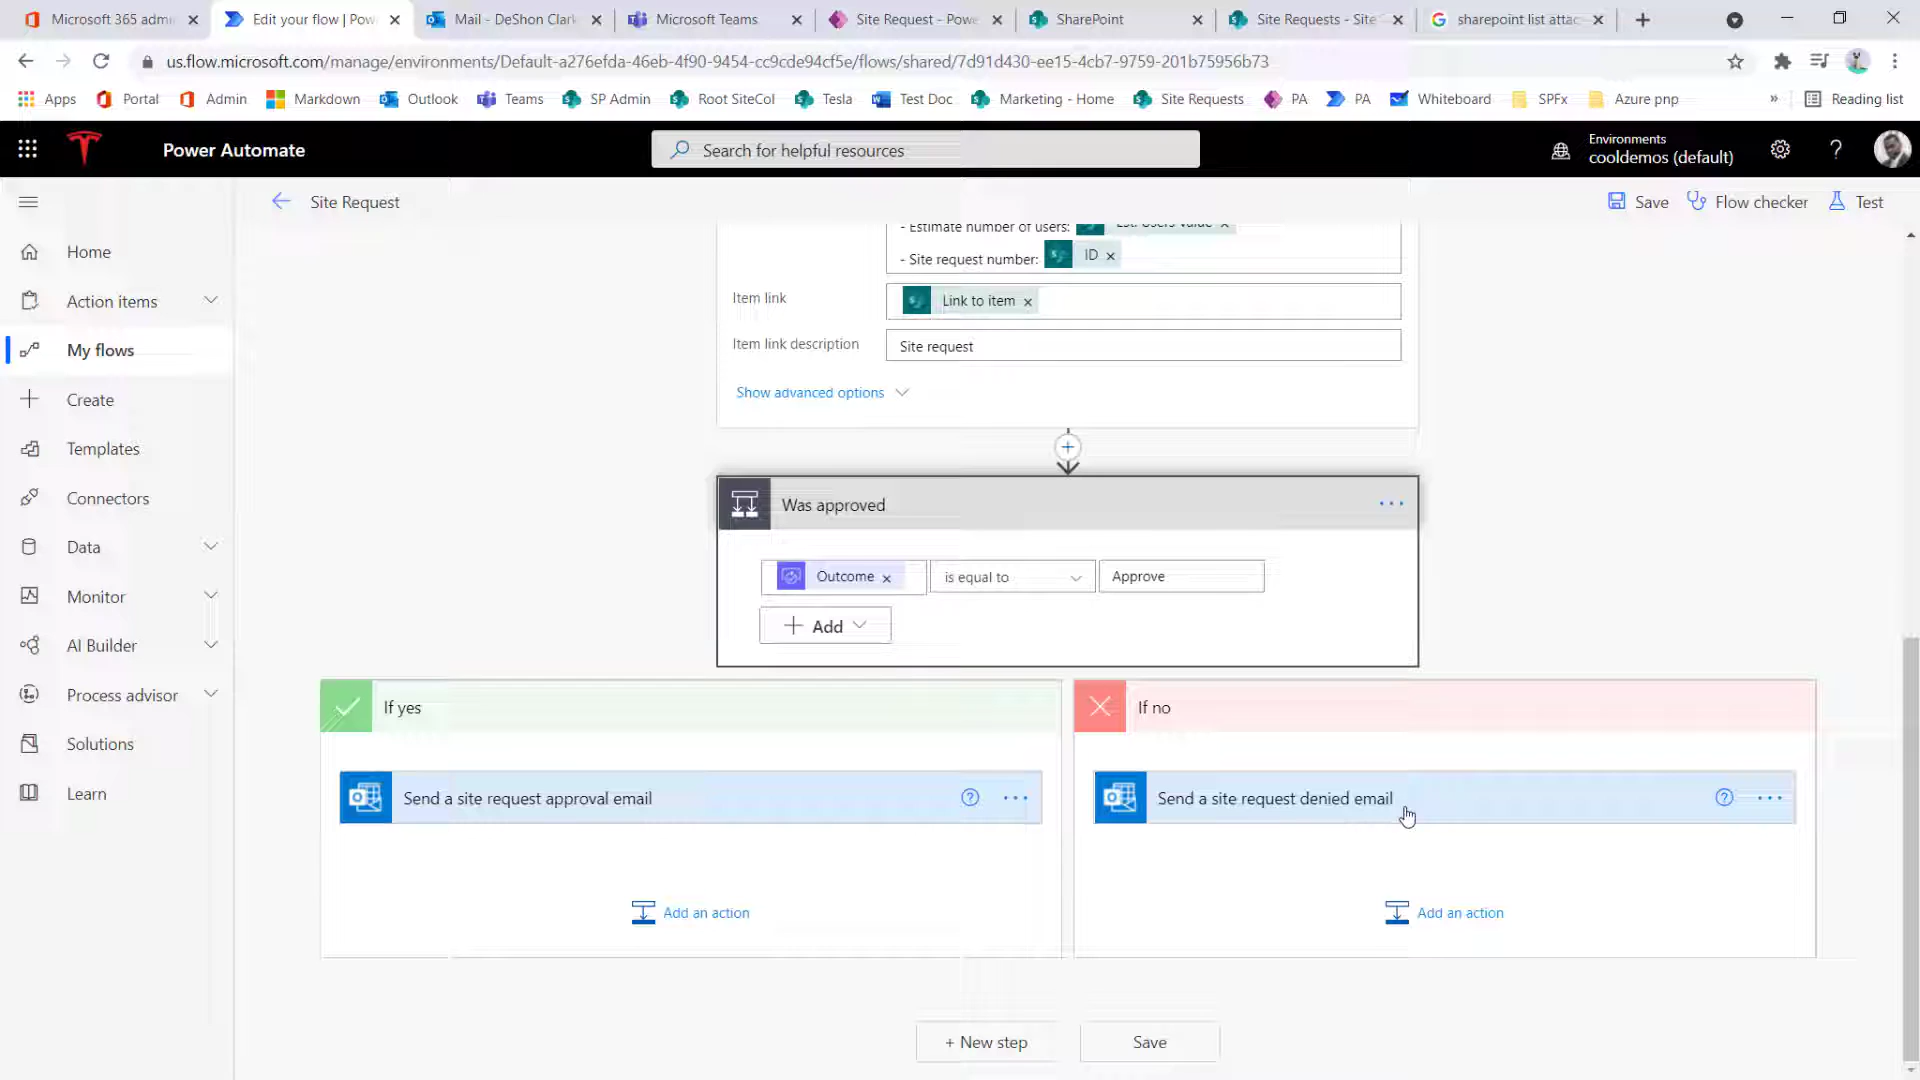 Microsoft 365 admi
Edit your flow | Pow
Mail - DeShon Clark
Microsoft Teams
Site Request - Powe
SharePoint
Site Requests - Site
sharepoint list attac
us.flow.microsoft.com/manage/environments/Default-a276efda-46eb-4f90-9454-cc9cde94cf5e/flows/shared/7d91d430-ee15-4cb7-9759-201b75956b73
Apps
Portal
Admin
Markdown
Outlook
Teams
SP Admin
Root SiteCol
Tesla
Test Doc
Marketing - Home
Site Requests
PA
PA
Whiteboard
SPFx
Azure pnp
»
Reading list
Power Automate
Search for helpful resources
Environments
cooldemos (default)
Site Request
Save
Flow checker
Test
Home
Action items
My flows
Create
Templates
Connectors
Data
Monitor
AI Builder
Process advisor
Solutions
Learn
- Estimate number of users: Est. Users Value
- Site request number: ID
Item link
Link to item
Item link description
Site request
Show advanced options
Was approved
Outcome
is equal to
Approve
Add
If yes
Send a site request approval email
Add an action
If no
Send a site request denied email
Add an action
+ New step
Save